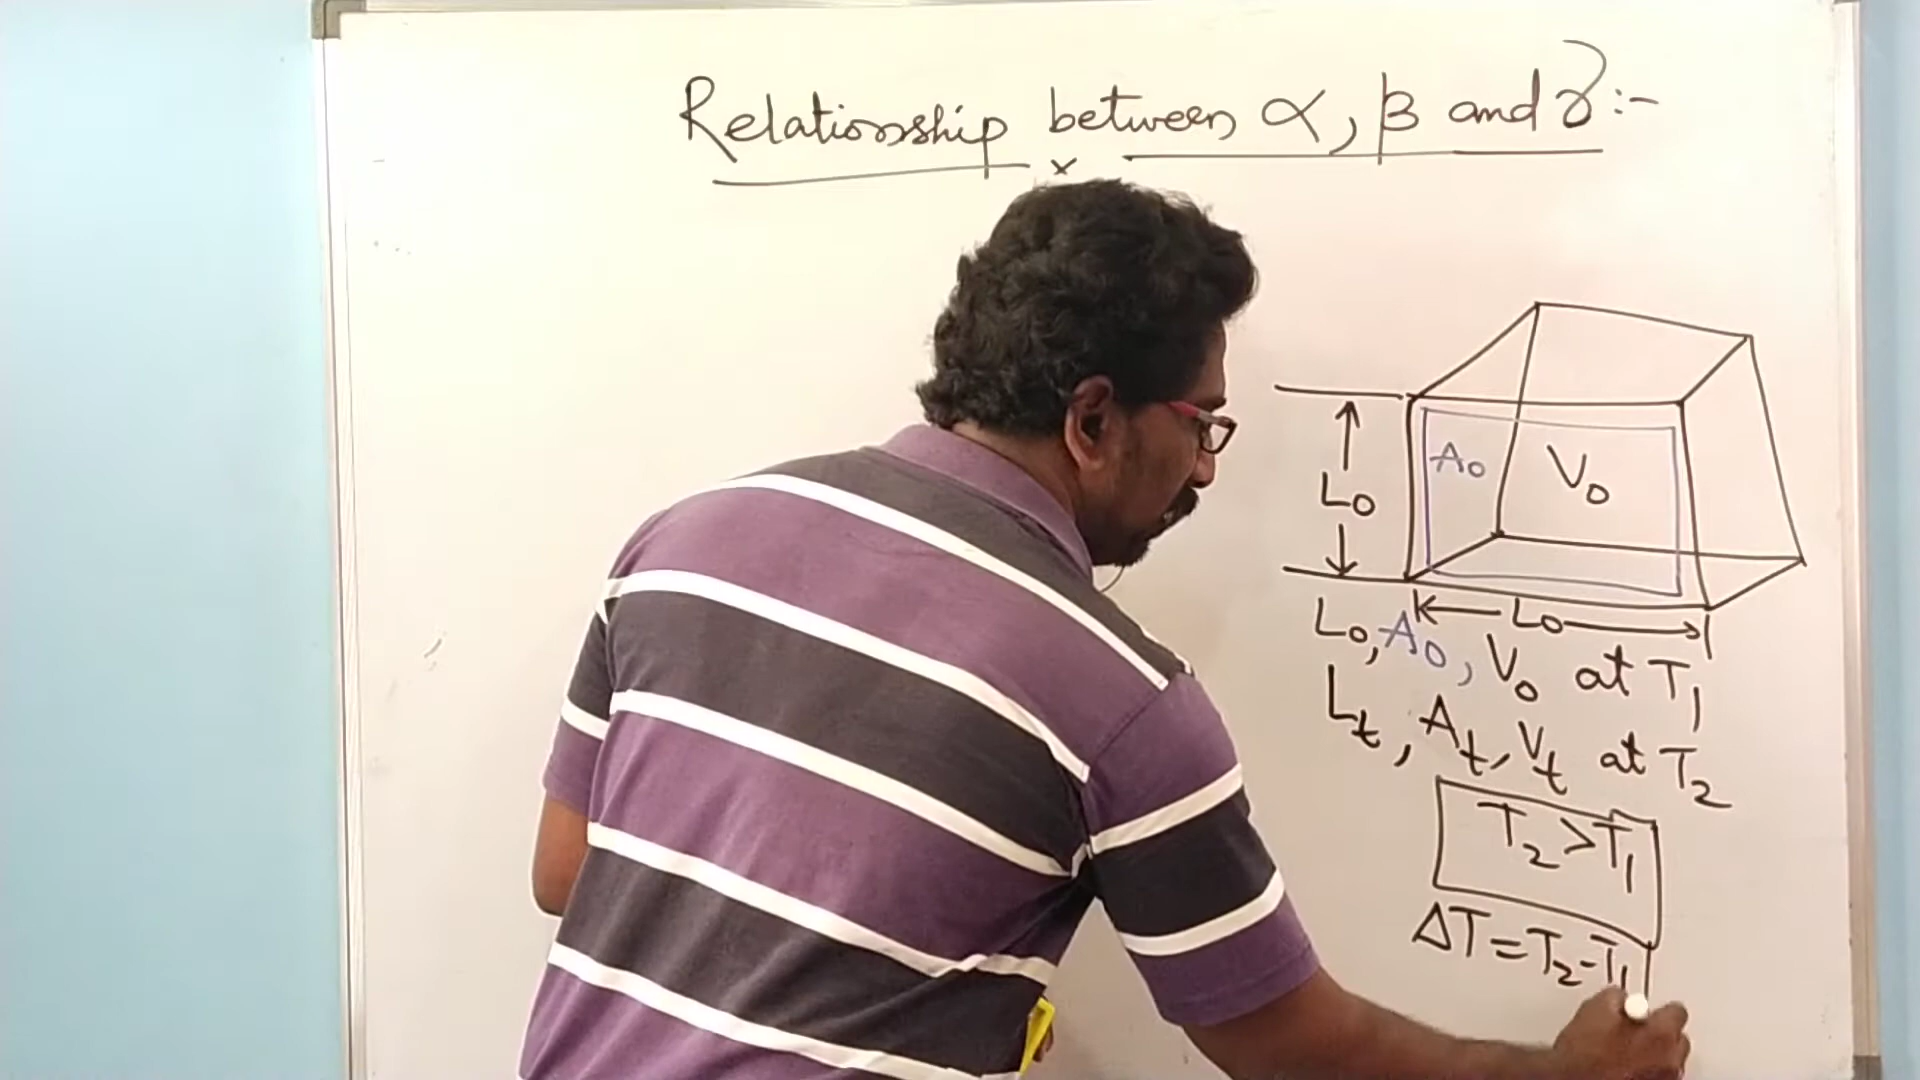 Relationship between α, β and γ:-
A₀ V₀
L₀
L₀
L₀, A₀, V₀ at T₁
Lₜ, Aₜ, Vₜ at T₂
T₂ > T₁
ΔT = T₂ - T₁